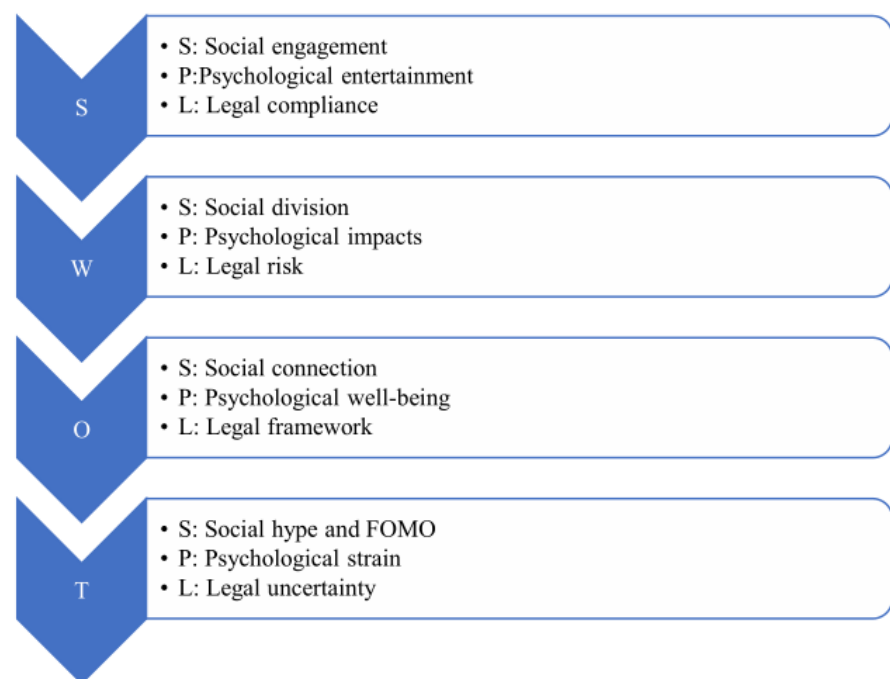 S
• S: Social engagement
• P:Psychological entertainment
• L: Legal compliance
W
• S: Social division
• P: Psychological impacts
• L: Legal risk
O
• S: Social connection
• P: Psychological well-being
• L: Legal framework
T
• S: Social hype and FOMO
• P: Psychological strain
• L: Legal uncertainty